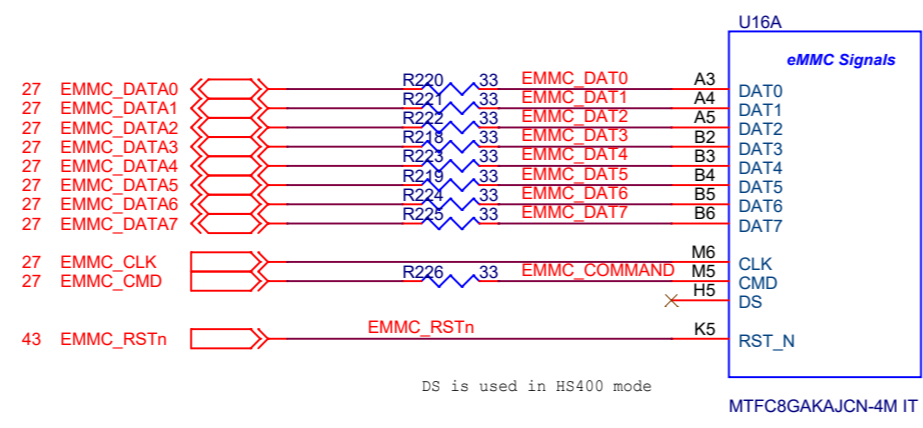 U16A
eMMC Signals
27 EMMC_DATA0 R220 33 EMMC_DAT0 A3 DAT0
27 EMMC_DATA1 R221 33 EMMC_DAT1 A4 DAT1
27 EMMC_DATA2 R222 33 EMMC_DAT2 A5 DAT2
27 EMMC_DATA3 R218 33 EMMC_DAT3 B2 DAT3
27 EMMC_DATA4 R223 33 EMMC_DAT4 B3 DAT4
27 EMMC_DATA5 R219 33 EMMC_DAT5 B4 DAT5
27 EMMC_DATA6 R224 33 EMMC_DAT6 B5 DAT6
27 EMMC_DATA7 R225 33 EMMC_DAT7 B6 DAT7
27 EMMC_CLK M6 CLK
27 EMMC_CMD R226 33 EMMC_COMMAND M5 CMD
H5 DS
43 EMMC_RSTn EMMC_RSTn K5 RST_N
DS is used in HS400 mode
MTFC8GAKAJCN-4M IT